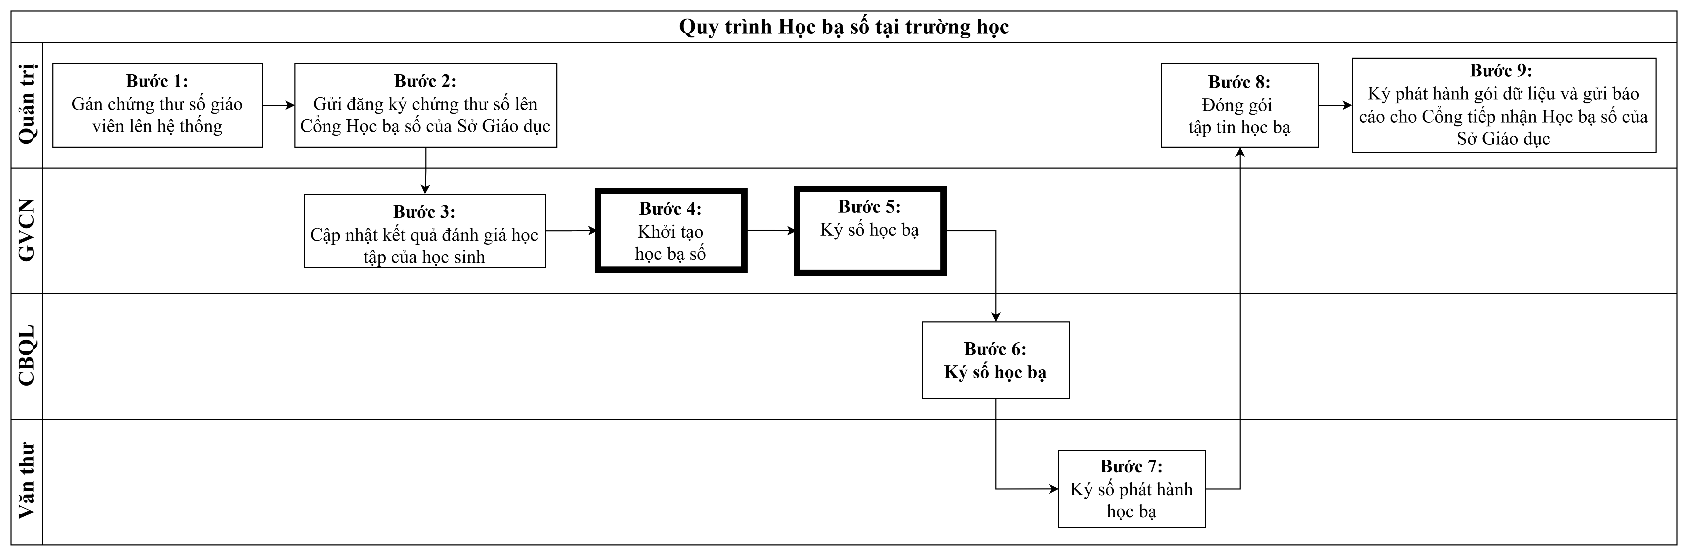 Quy trình Học bạ số tại trường học
Quản trị
Bước 1:
Gán chứng thư số giáo
viên lên hệ thống
Bước 2:
Gửi đăng ký chứng thư số lên
Cổng Học bạ số của Sở Giáo dục
Bước 8:
Đóng gói
tập tin học bạ
Bước 9:
Ký phát hành gói dữ liệu và gửi báo
cáo cho Cổng tiếp nhận Học bạ số của
Sở Giáo dục
GVCN
Bước 3:
Cập nhật kết quả đánh giá học
tập của học sinh
Bước 4:
Khởi tạo
học bạ số
Bước 5:
Ký số học bạ
CBQL
Bước 6:
Ký số học bạ
Văn thư
Bước 7:
Ký số phát hành
học bạ